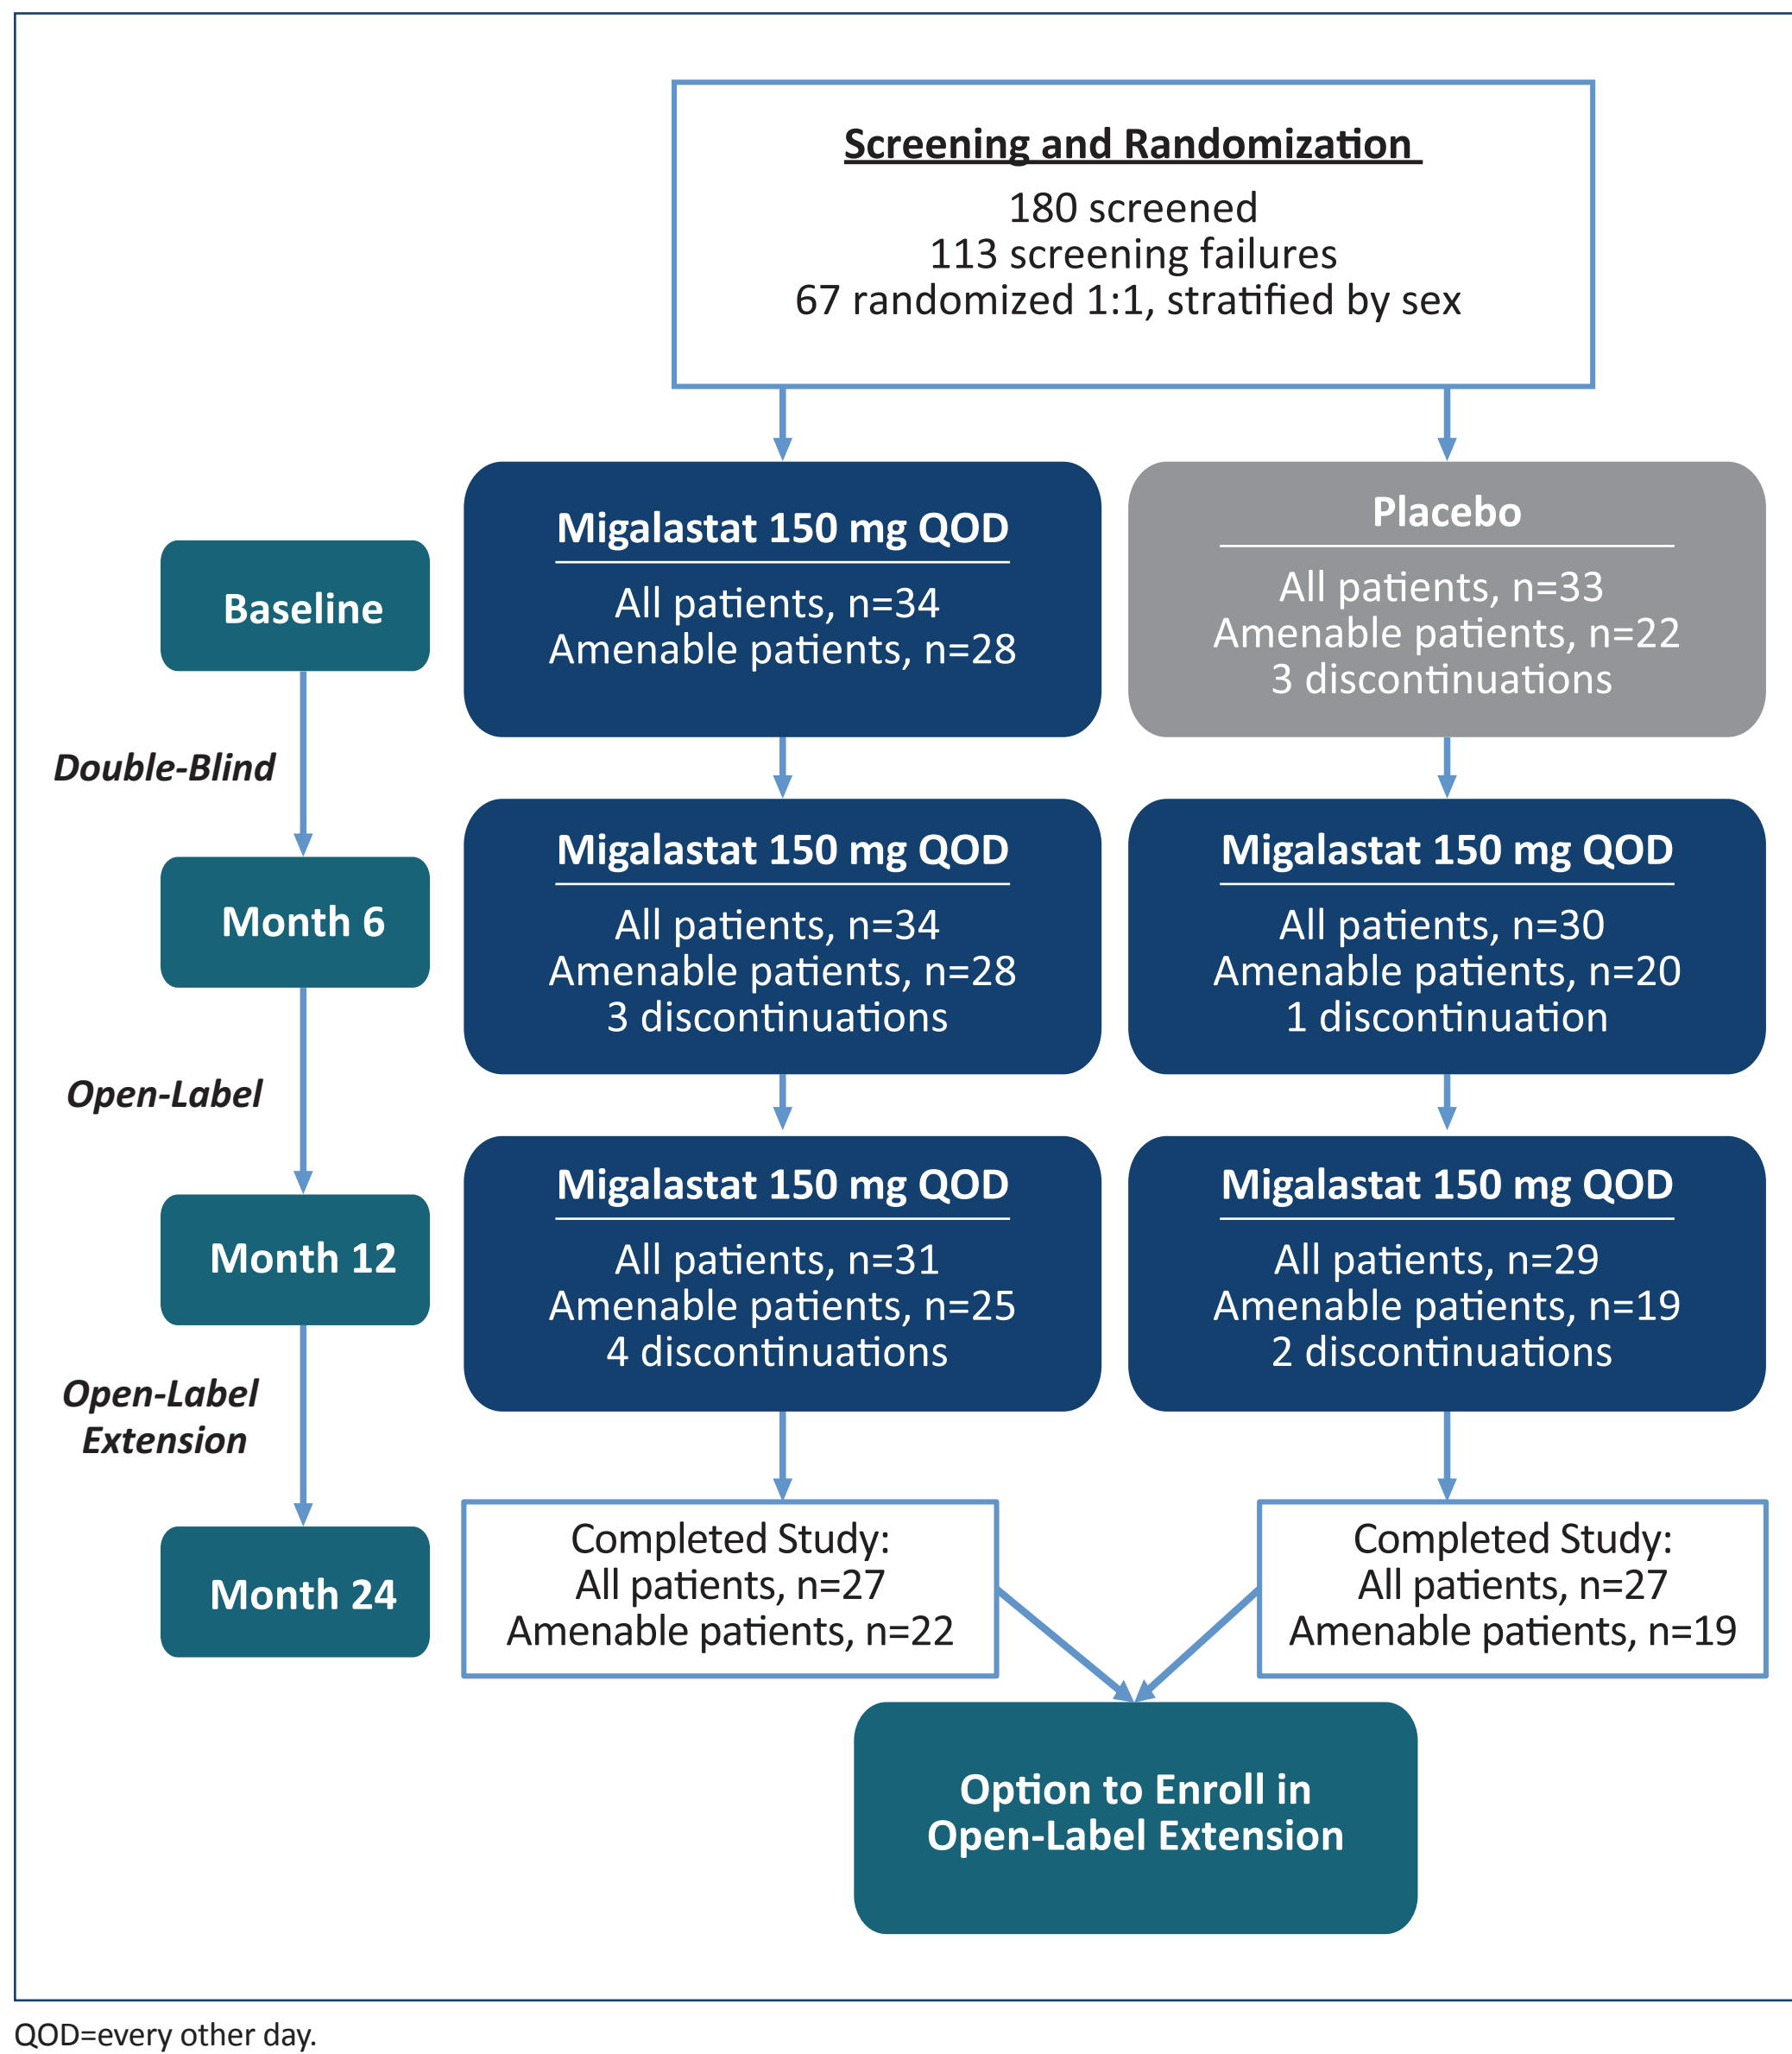 Screening and Randomization
180 screened
113 screening failures
67 randomized 1:1, stratified by sex
Baseline
Migalastat 150 mg QOD
All patients, n=34
Amenable patients, n=28
Placebo
All patients, n=33
Amenable patients, n=22
3 discontinuations
Double-Blind
Month 6
Migalastat 150 mg QOD
All patients, n=34
Amenable patients, n=28
3 discontinuations
Migalastat 150 mg QOD
All patients, n=30
Amenable patients, n=20
1 discontinuation
Open-Label
Month 12
Migalastat 150 mg QOD
All patients, n=31
Amenable patients, n=25
4 discontinuations
Migalastat 150 mg QOD
All patients, n=29
Amenable patients, n=19
2 discontinuations
Open-Label
Extension
Month 24
Completed Study:
All patients, n=27
Amenable patients, n=22
Completed Study:
All patients, n=27
Amenable patients, n=19
Option to Enroll in
Open-Label Extension
QOD=every other day.